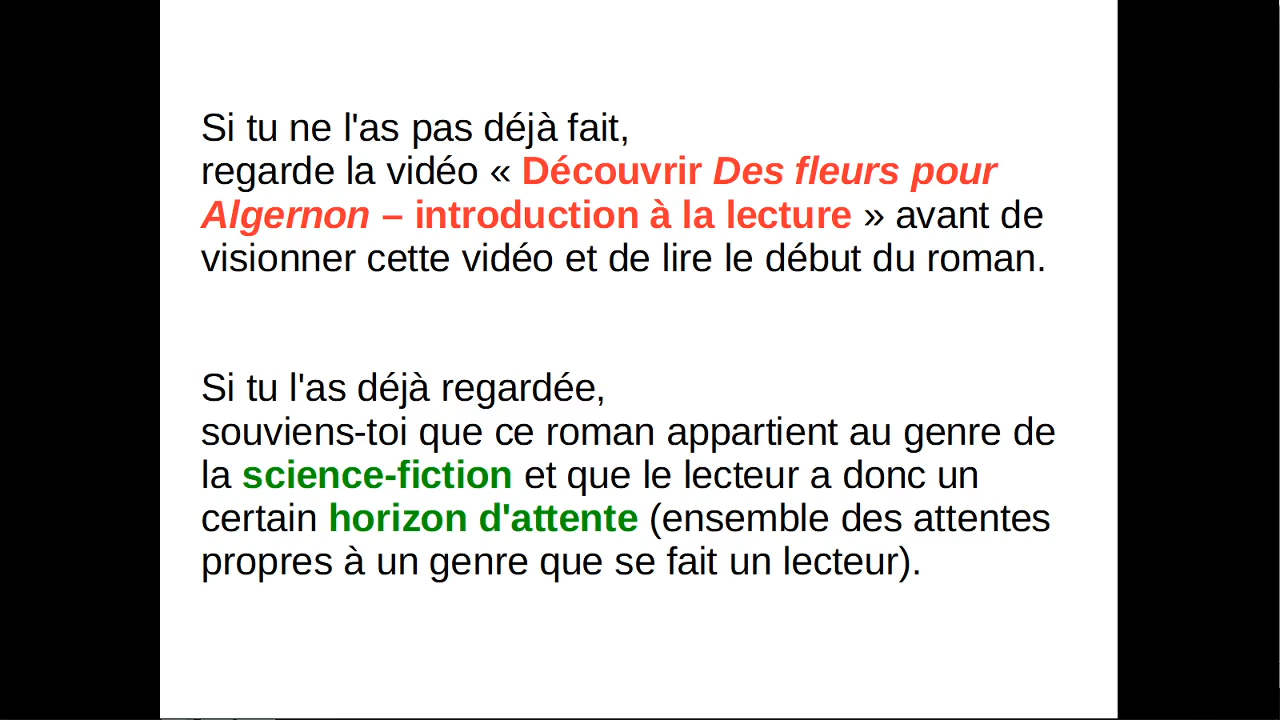 Si tu ne l'as pas déjà fait,
regarde la vidéo « Découvrir Des fleurs pour
Algernon – introduction à la lecture » avant de
visionner cette vidéo et de lire le début du roman.
Si tu l'as déjà regardée,
souviens-toi que ce roman appartient au genre de
la science-fiction et que le lecteur a donc un
certain horizon d'attente (ensemble des attentes
propres à un genre que se fait un lecteur).